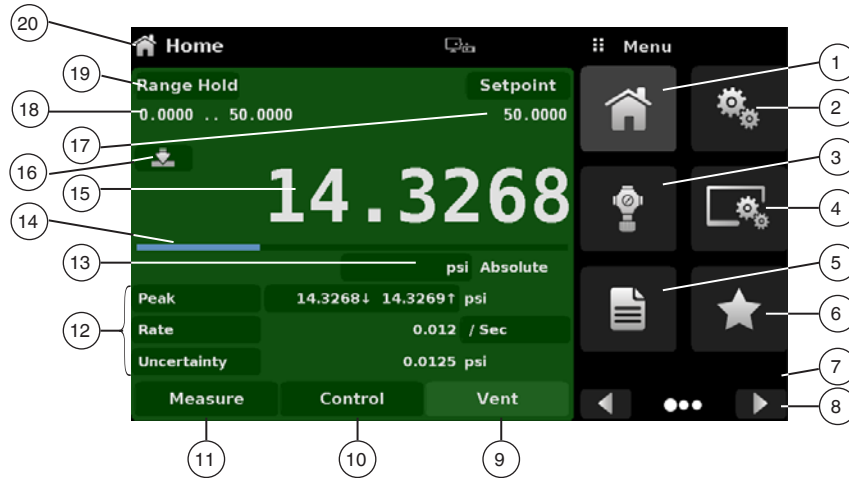 20 Home Menu
19 Range Hold Setpoint 1
18 0.0000 .. 50.0000 50.0000 2
17
16 3
15 14.3268 4
14
13 psi Absolute 5
Peak 14.3268↓ 14.3269↑ psi
12 Rate 0.012 / Sec 6
Uncertainty 0.0125 psi 7
Measure Control Vent 8
11 10 9